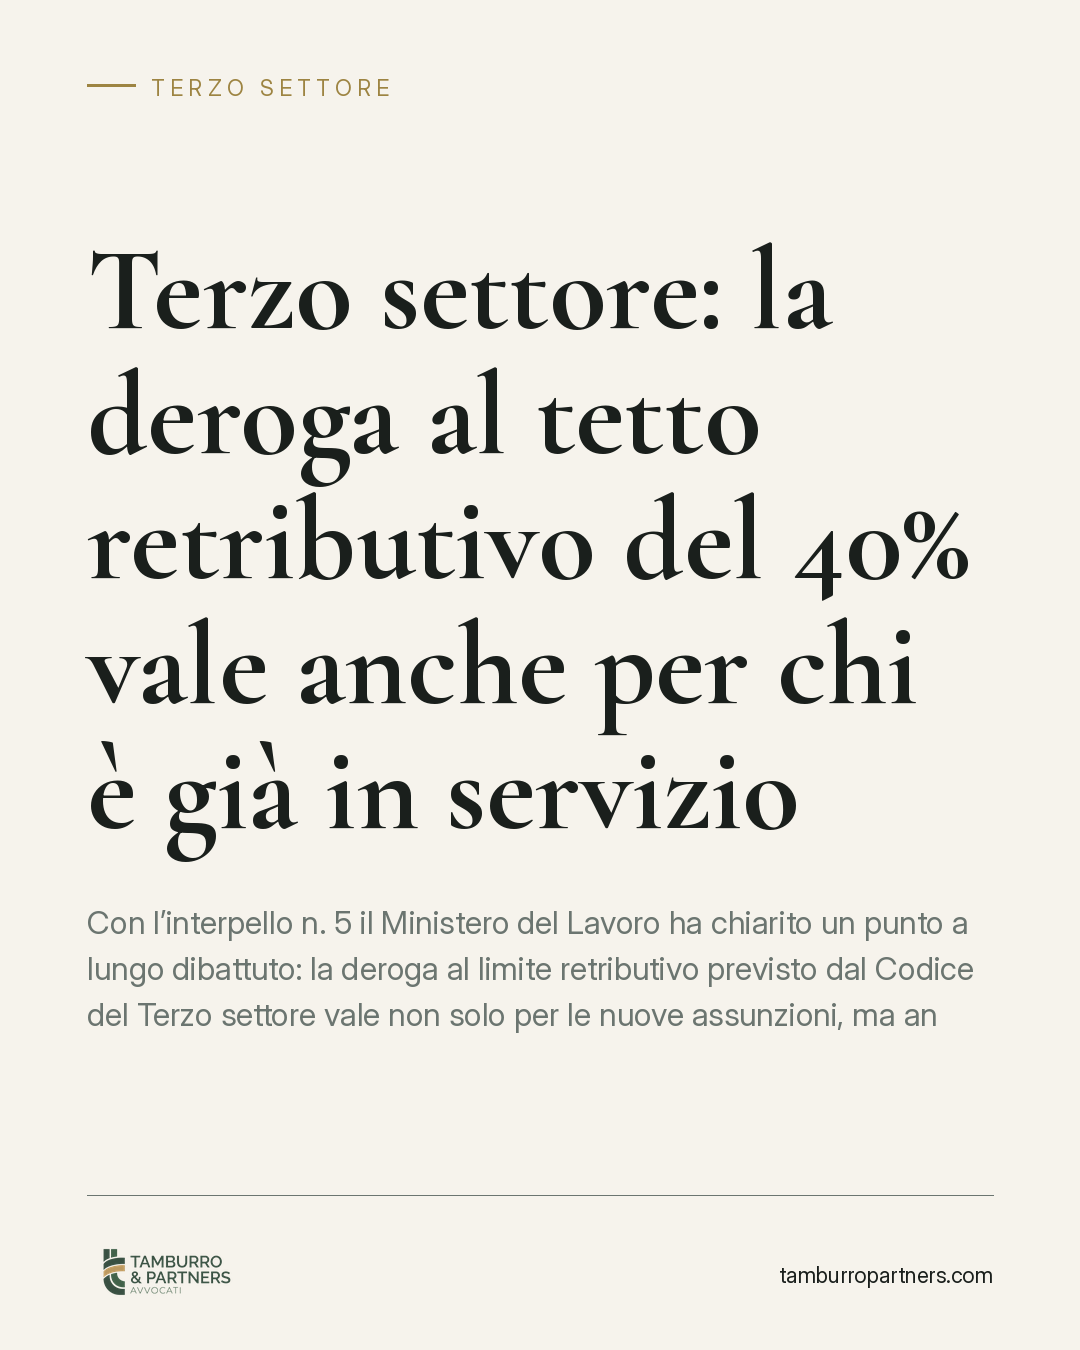 TERZO SETTORE
Terzo settore: la
deroga al tetto
retributivo del 40%
vale anche per chi
è già in servizio
Con l’interpello n. 5 il Ministero del Lavoro ha chiarito un punto a
lungo dibattuto: la deroga al limite retributivo previsto dal Codice
del Terzo settore vale non solo per le nuove assunzioni, ma an
TAMBURRO
& PARTNERS
AVVOCATI
tamburropartners.com